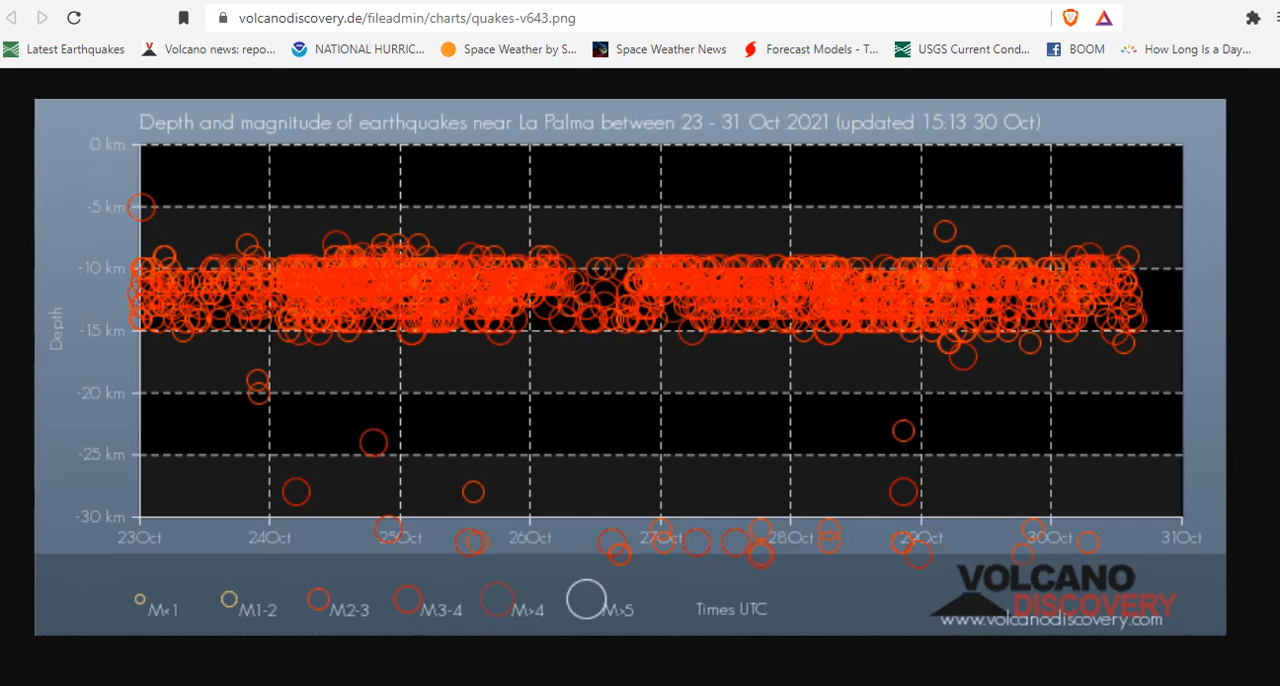 volcanodiscovery.de/fileadmin/charts/quakes-v643.png
Latest Earthquakes Volcano news: repo... NATIONAL HURRIC... Space Weather by S... Space Weather News Forecast Models - T... USGS Current Cond... BOOM How Long Is a Day...
Depth and magnitude of earthquakes near La Palma between 23 - 31 Oct 2021 (updated 15:13 30 Oct)
0 km
-5 km
-10 km
-15 km
-20 km
-25 km
-30 km
Depth
23Oct 24Oct 25Oct 26Oct 27Oct 28Oct 29Oct 30Oct 31Oct
M<1 M1-2 M2-3 M3-4 M>4 M>5 Times UTC
VOLCANO
DISCOVERY
www.volcanodiscovery.com